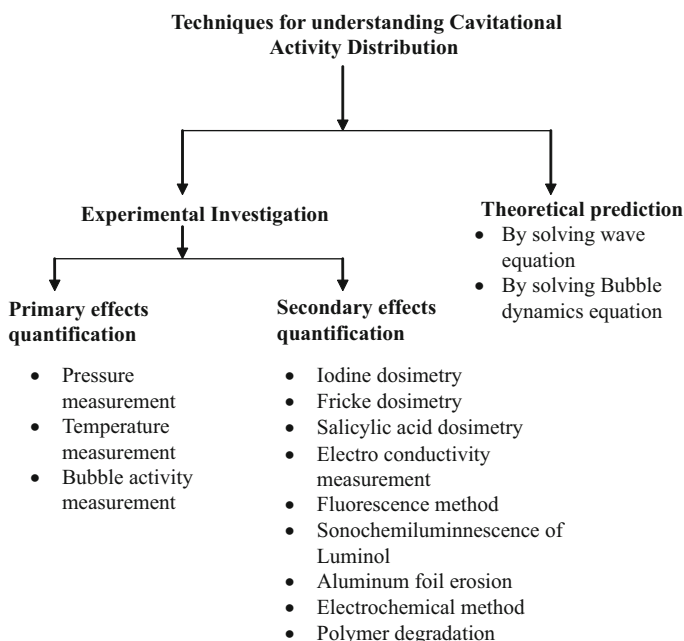 Techniques for understanding Cavitational
Activity Distribution
Experimental Investigation
Theoretical prediction
• By solving wave
equation
• By solving Bubble
dynamics equation
Primary effects
quantification
• Pressure
measurement
• Temperature
measurement
• Bubble activity
measurement
Secondary effects
quantification
• Iodine dosimetry
• Fricke dosimetry
• Salicylic acid dosimetry
• Electro conductivity
measurement
• Fluorescence method
• Sonochemiluminnescence of
Luminol
• Aluminum foil erosion
• Electrochemical method
• Polymer degradation